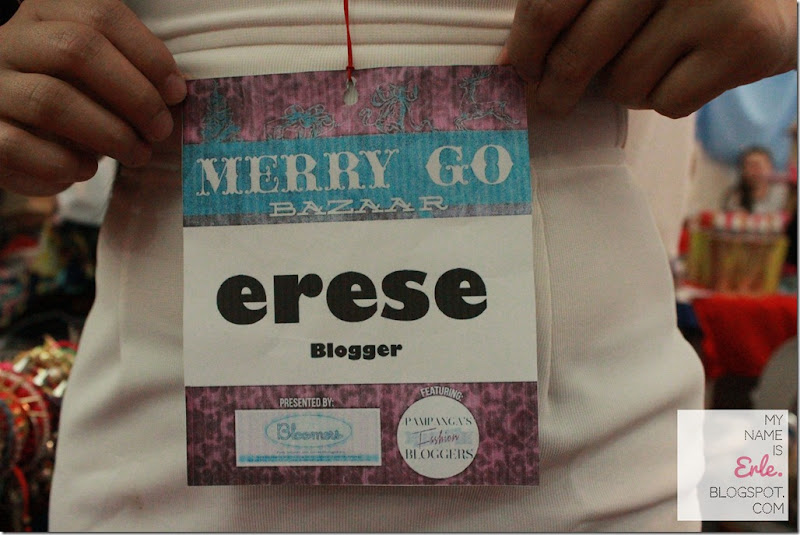 MERRY GO
BAZAAR
erese
Blogger
PRESENTED BY:
Bloomers
FEATURING:
PAMPANGA'S
Fashion
BLOGGERS
MY
NAME
IS
Erle.
BLOGSPOT.
COM